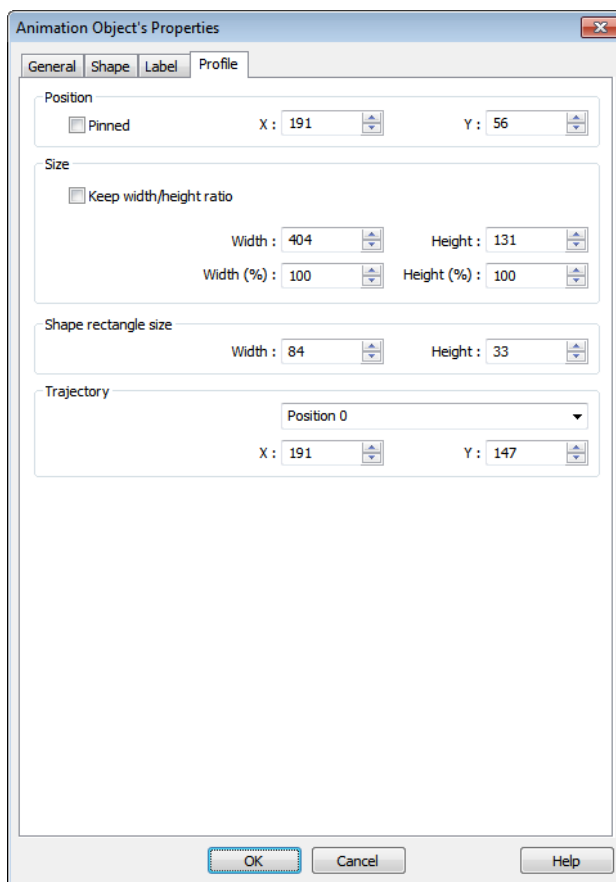 Animation Object's Properties
General Shape Label Profile
Position
Pinned X : 191 Y : 56
Size
Keep width/height ratio
Width : 404 Height : 131
Width (%) : 100 Height (%) : 100
Shape rectangle size
Width : 84 Height : 33
Trajectory
Position 0
X : 191 Y : 147
OK Cancel Help